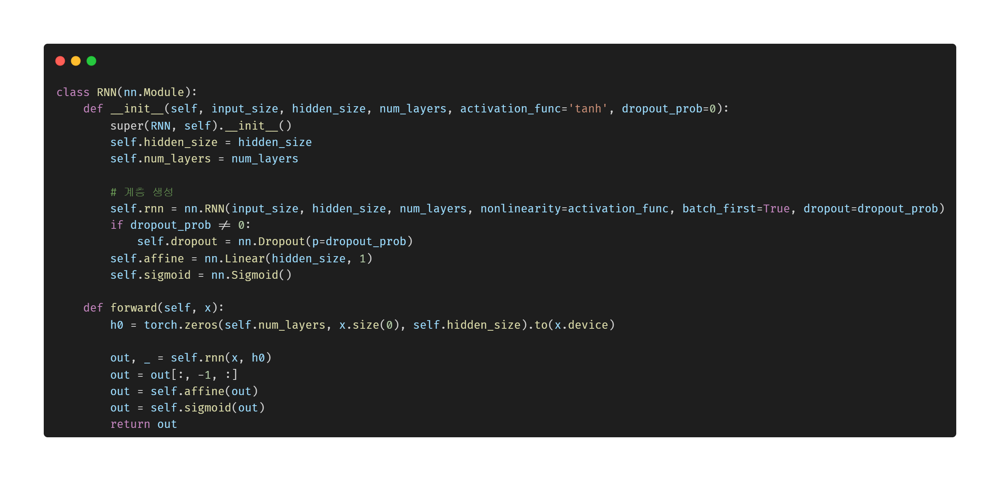 class RNN(nn.Module):
    def __init__(self, input_size, hidden_size, num_layers, activation_func='tanh', dropout_prob=0):
        super(RNN, self).__init__()
        self.hidden_size = hidden_size
        self.num_layers = num_layers

        # 계층 생성
        self.rnn = nn.RNN(input_size, hidden_size, num_layers, nonlinearity=activation_func, batch_first=True, dropout=dropout_prob)
        if dropout_prob != 0:
            self.dropout = nn.Dropout(p=dropout_prob)
        self.affine = nn.Linear(hidden_size, 1)
        self.sigmoid = nn.Sigmoid()

    def forward(self, x):
        h0 = torch.zeros(self.num_layers, x.size(0), self.hidden_size).to(x.device)

        out, _ = self.rnn(x, h0)
        out = out[:, -1, :]
        out = self.affine(out)
        out = self.sigmoid(out)
        return out